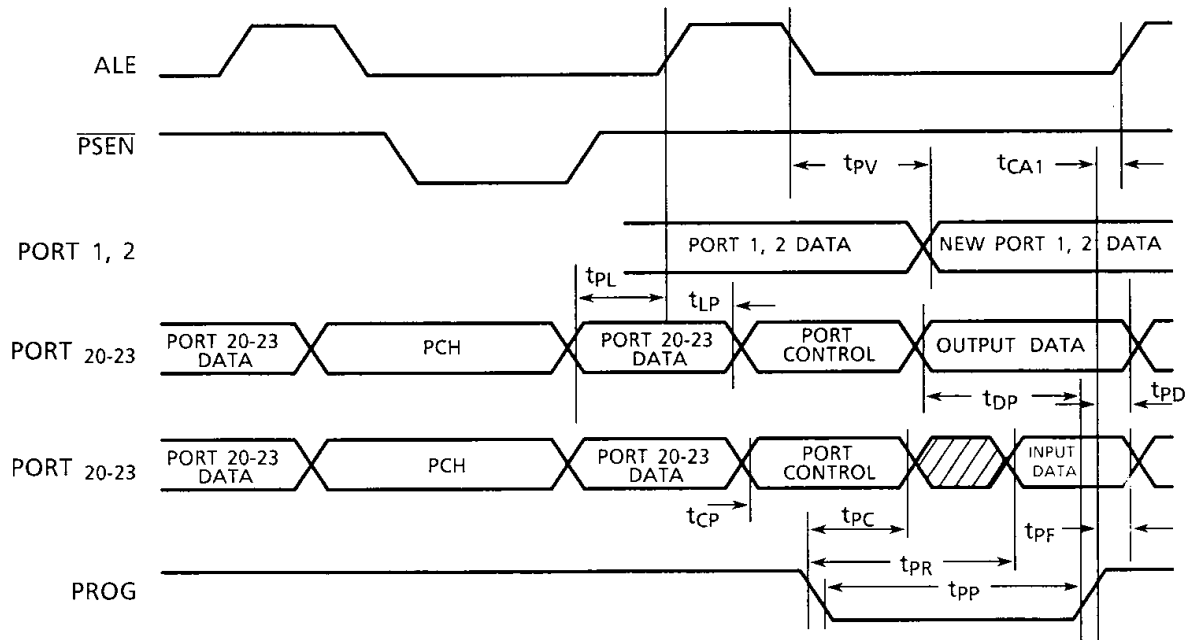 ALE
PSEN
tPV
tCA1
PORT 1, 2
PORT 1, 2 DATA
NEW PORT 1, 2 DATA
tPL
tLP
PORT 20-23
PORT 20-23
DATA
PCH
PORT 20-23
DATA
PORT
CONTROL
OUTPUT DATA
tDP
tPD
PORT 20-23
PORT 20-23
DATA
PCH
PORT 20-23
DATA
PORT
CONTROL
INPUT
DATA
tCP
tPC
tPF
tPR
PROG
tPP